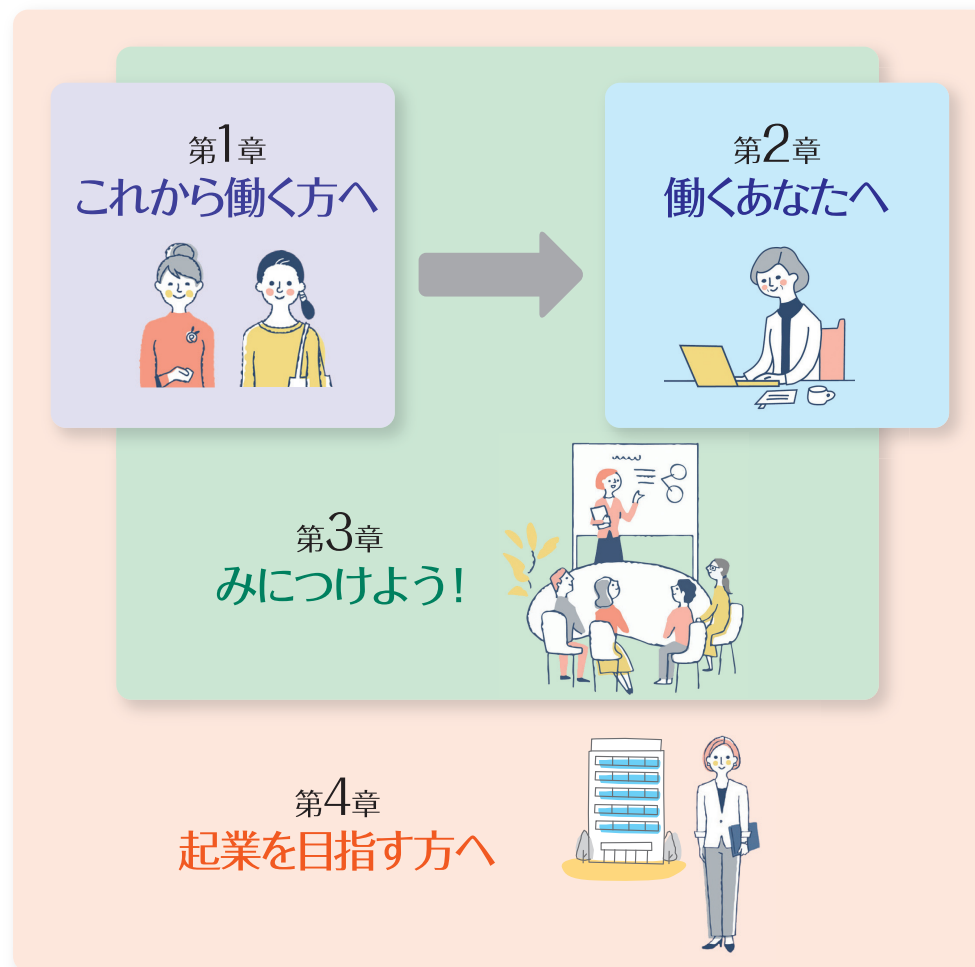 第1章
これから働く方へ
第2章
働くあなたへ
第3章
みにつけよう!
第4章
起業を目指す方へ